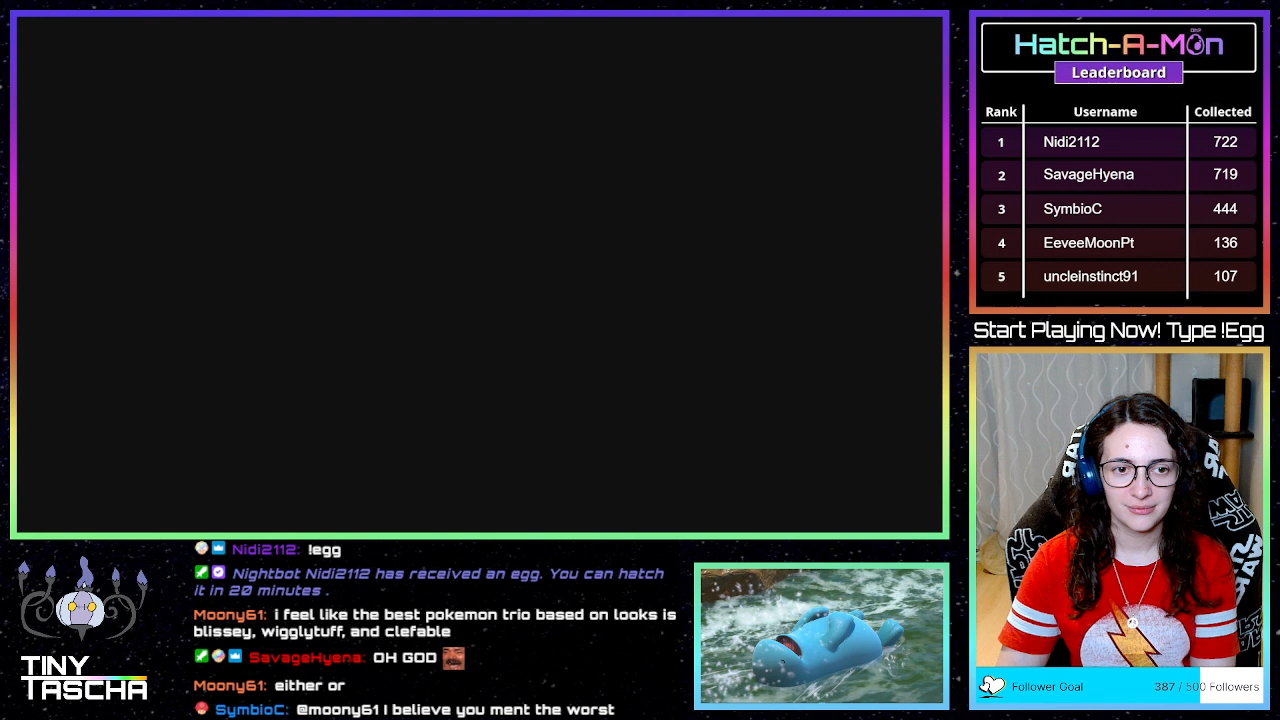 Hatch-A-Mon
Leaderboard
Rank Username Collected
1 Nidi2112 722
2 SavageHyena 719
3 SymbioC 444
4 EeveeMoonPt 136
5 uncleinstinct91 107
Start Playing Now! Type !Egg
Nidi2112: !egg
Nightbot Nidi2112 has received an egg. You can hatch
it in 20 minutes .
Moony61: i feel like the best pokemon trio based on looks is
blissey, wigglytuff, and clefable
SavageHyena: OH GOD
Moony61: either or
SymbioC: @moony61 I believe you ment the worst
TINY
TASCHA
Follower Goal 387 / 500 Followers